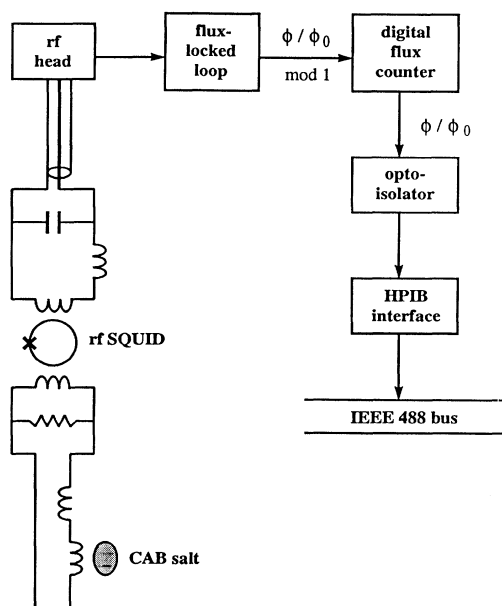 rf
head
flux-
locked
loop
ϕ / ϕ₀
mod 1
digital
flux
counter
ϕ / ϕ₀
opto-
isolator
HPIB
interface
rf SQUID
IEEE 488 bus
CAB salt